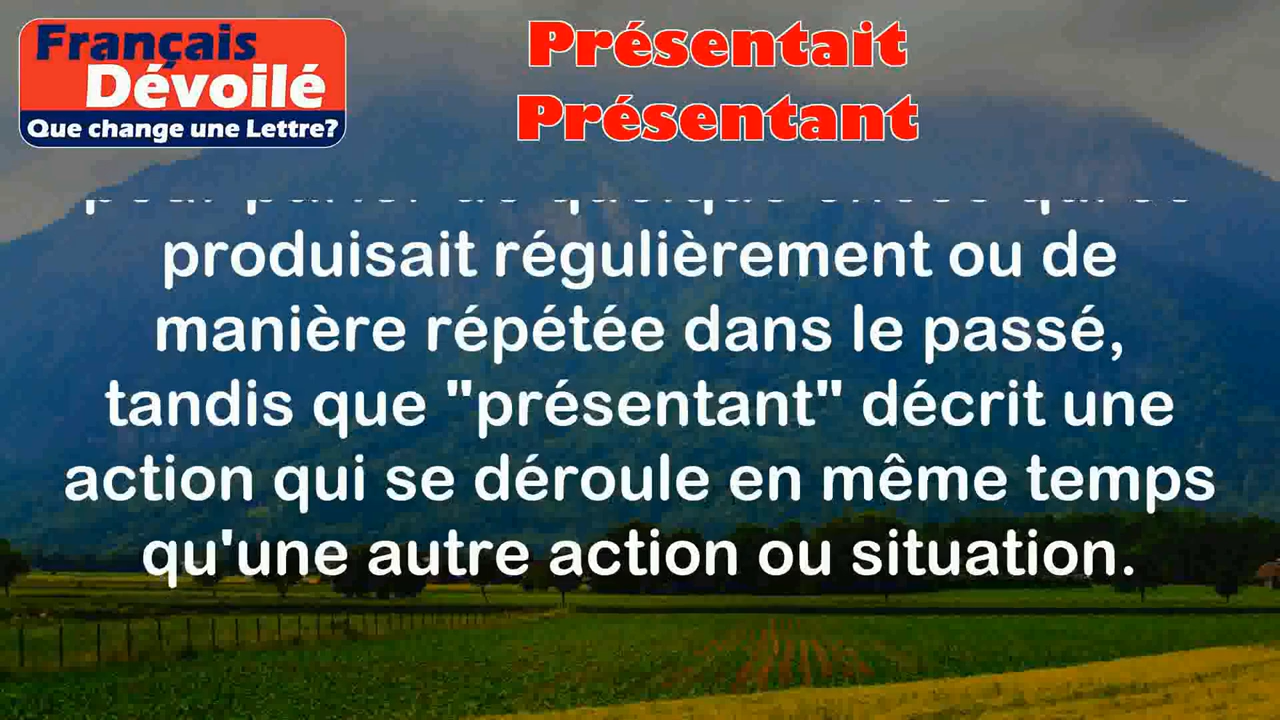 Français
Dévoilé
Que change une Lettre?
Présentait
Présentant
produisait régulièrement ou de
manière répétée dans le passé,
tandis que "présentant" décrit une
action qui se déroule en même temps
qu'une autre action ou situation.